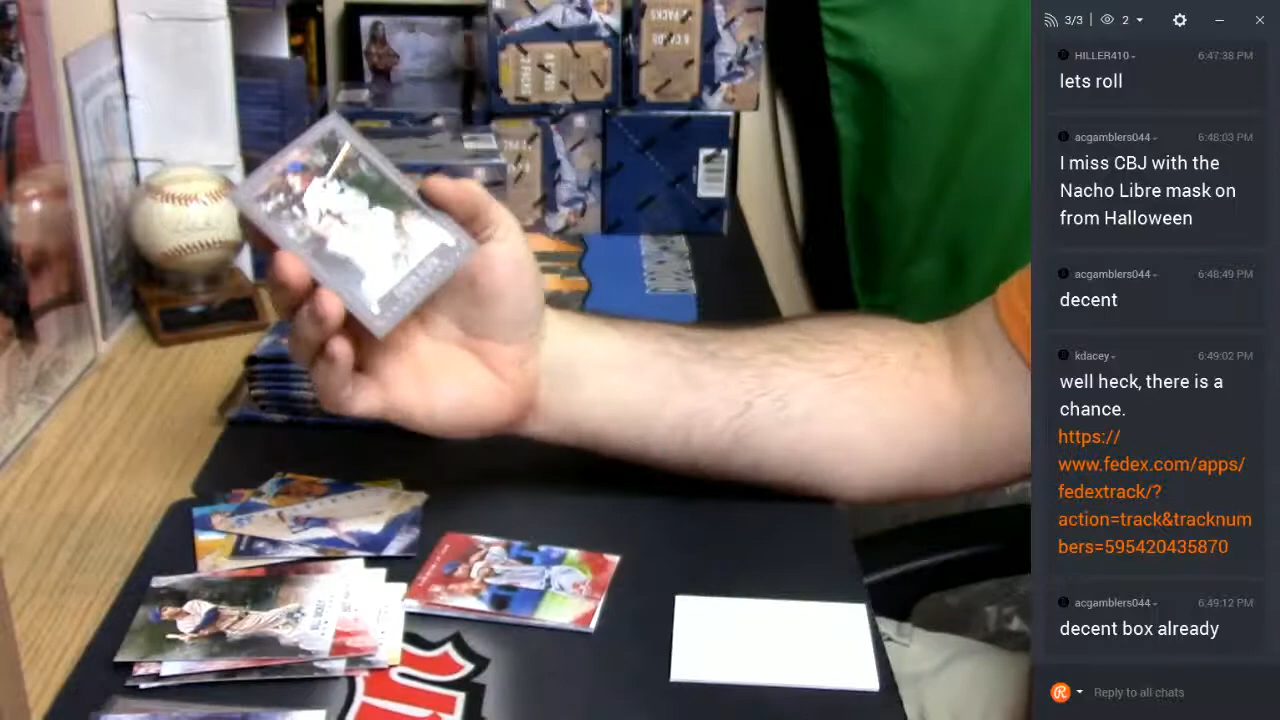 3/3
2
HILLER410
6:47:38 PM
lets roll
acgamblers044
6:48:03 PM
I miss CBJ with the
Nacho Libre mask on
from Halloween
acgamblers044
6:48:49 PM
decent
kdacey
6:49:02 PM
well heck, there is a
chance.
https://
www.fedex.com/apps/
fedextrack/?
action=track&tracknum
bers=595420435870
acgamblers044
6:49:12 PM
decent box already
Reply to all chats